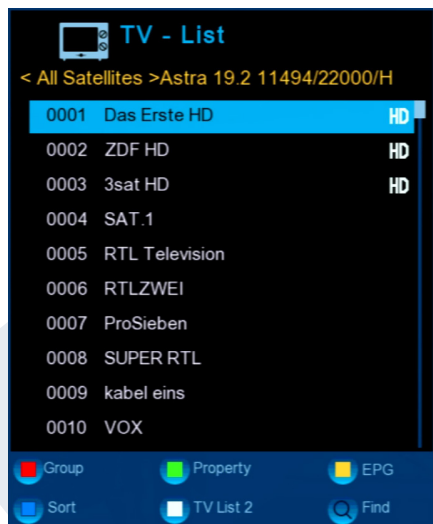 TV - List
< All Satellites >Astra 19.2 11494/22000/H
0001 Das Erste HD HD
0002 ZDF HD HD
0003 3sat HD HD
0004 SAT.1
0005 RTL Television
0006 RTLZWEI
0007 ProSieben
0008 SUPER RTL
0009 kabel eins
0010 VOX
Group Property EPG
Sort TV List 2 Find